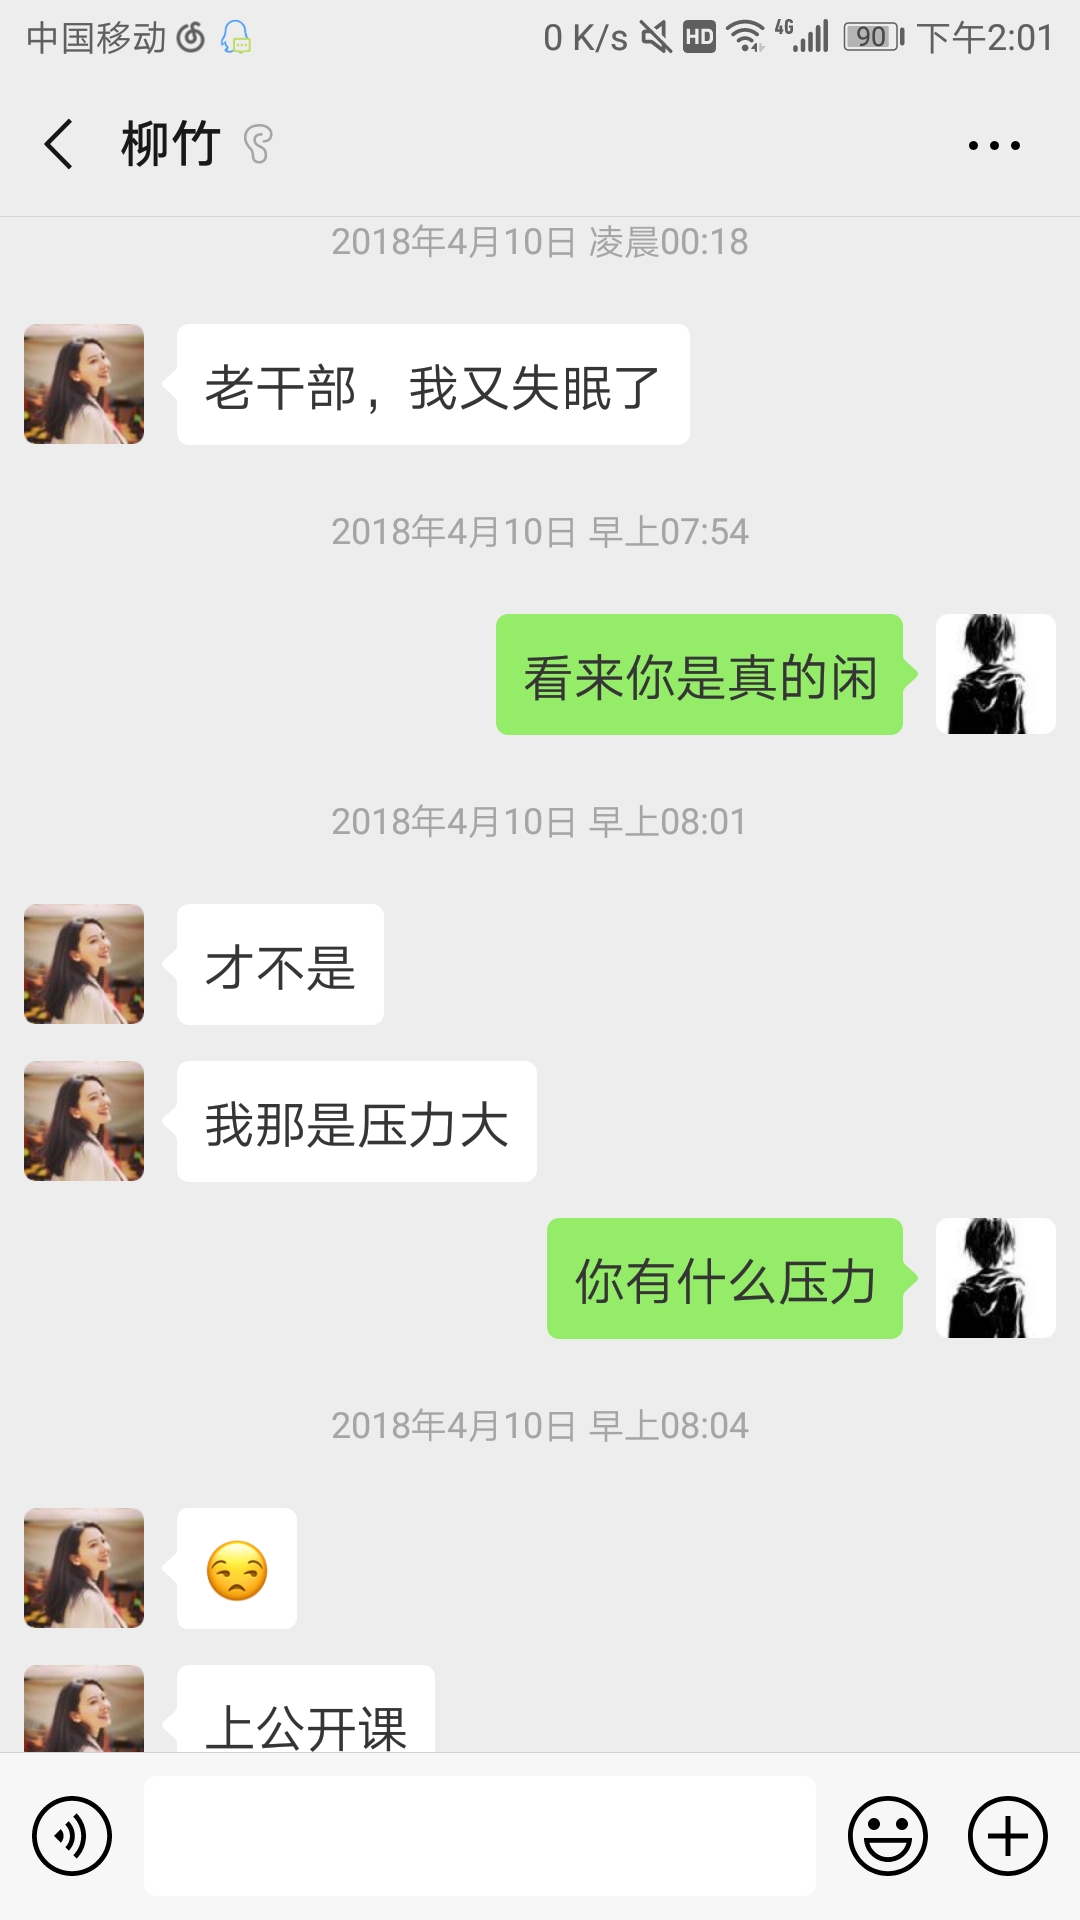 中国移动 0 K/s HD 4G 90 下午2:01
柳竹
2018年4月10日 凌晨00:18
老干部，我又失眠了
2018年4月10日 早上07:54
看来你是真的闲
2018年4月10日 早上08:01
才不是
我那是压力大
你有什么压力
2018年4月10日 早上08:04
上公开课